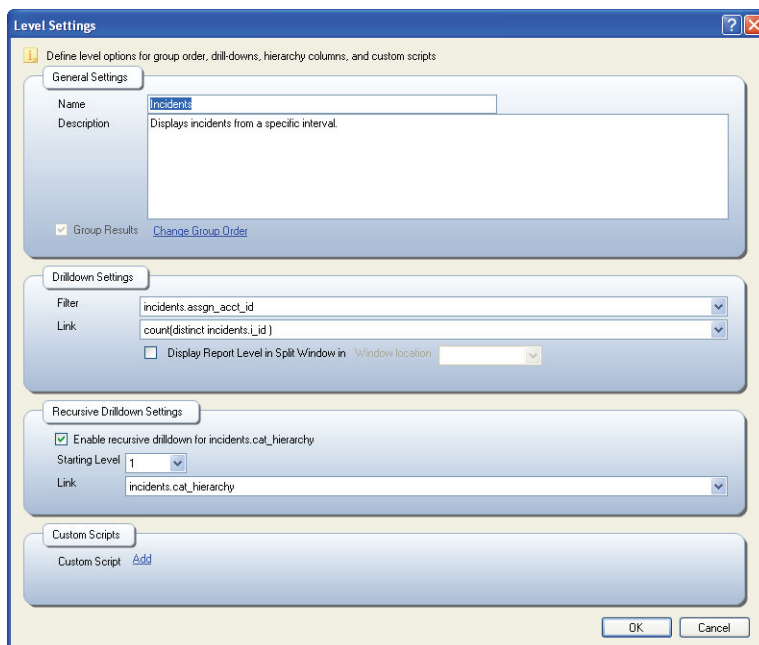 Level Settings
Define level options for group order, drill-downs, hierarchy columns, and custom scripts
General Settings
Name Incidents
Description Displays incidents from a specific interval.
Group Results Change Group Order
Drilldown Settings
Filter incidents.assgn_acct_id
Link count(distinct incidents.i_id )
Display Report Level in Split Window in Window location
Recursive Drilldown Settings
Enable recursive drilldown for incidents.cat_hierarchy
Starting Level 1
Link incidents.cat_hierarchy
Custom Scripts
Custom Script Add
OK Cancel